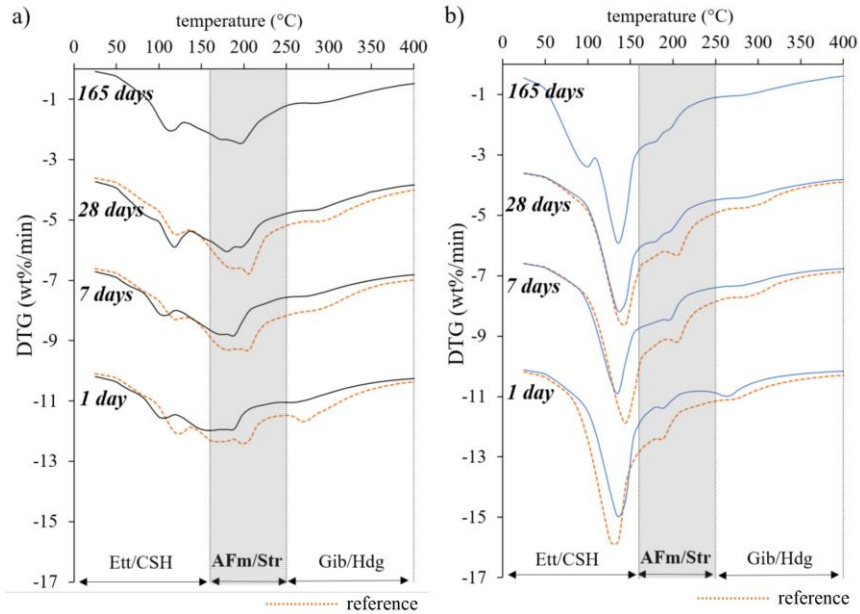 a)
temperature (°C)
0 50 100 150 200 250 300 350 400
-1
-3
-5
-7
-9
-11
-13
-15
-17
DTG (wt%/min)
165 days
28 days
7 days
1 day
Ett/CSH AFm/Str Gib/Hdg
reference
b)
temperature (°C)
0 50 100 150 200 250 300 350 400
-1
-3
-5
-7
-9
-11
-13
-15
-17
DTG (wt%/min)
165 days
28 days
7 days
1 day
Ett/CSH AFm/Str Gib/Hdg
reference